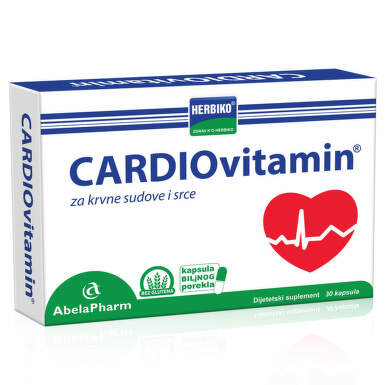 CARDIOvitamin
CARDIOvitamin®
HERBIKO®
ZDRAV K'O HERBIKO
CARDIOvitamin®
za krvne sudove i srce
BEZ GLUTENA
kapsula
BILJNOG
porekla
a
AbelaPharm
Dijetetski suplement 30 kapsula